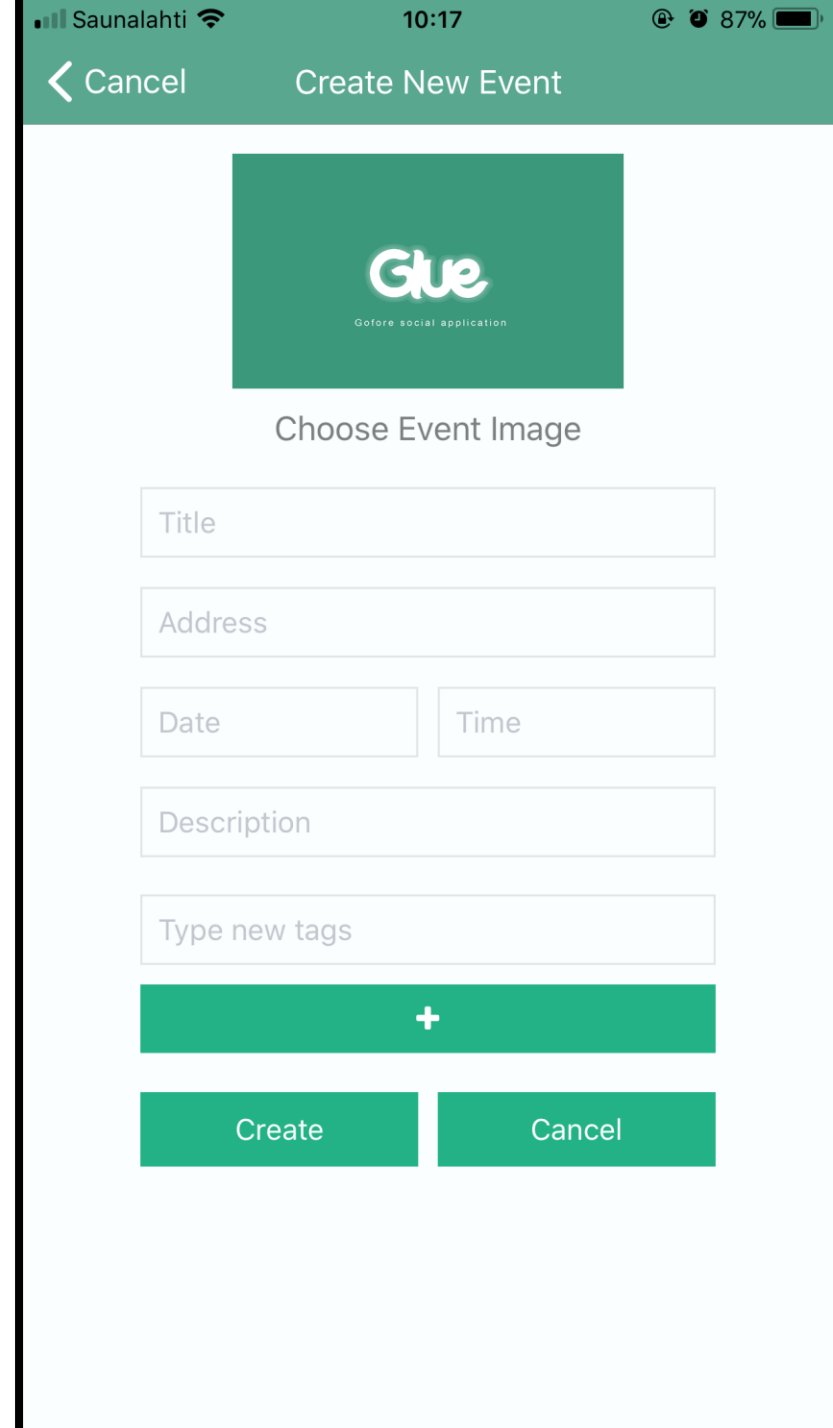 Saunalahti 10:17 87%
Cancel Create New Event
Glue
Gofore social application
Choose Event Image
Title
Address
Date Time
Description
Type new tags
+
Create Cancel